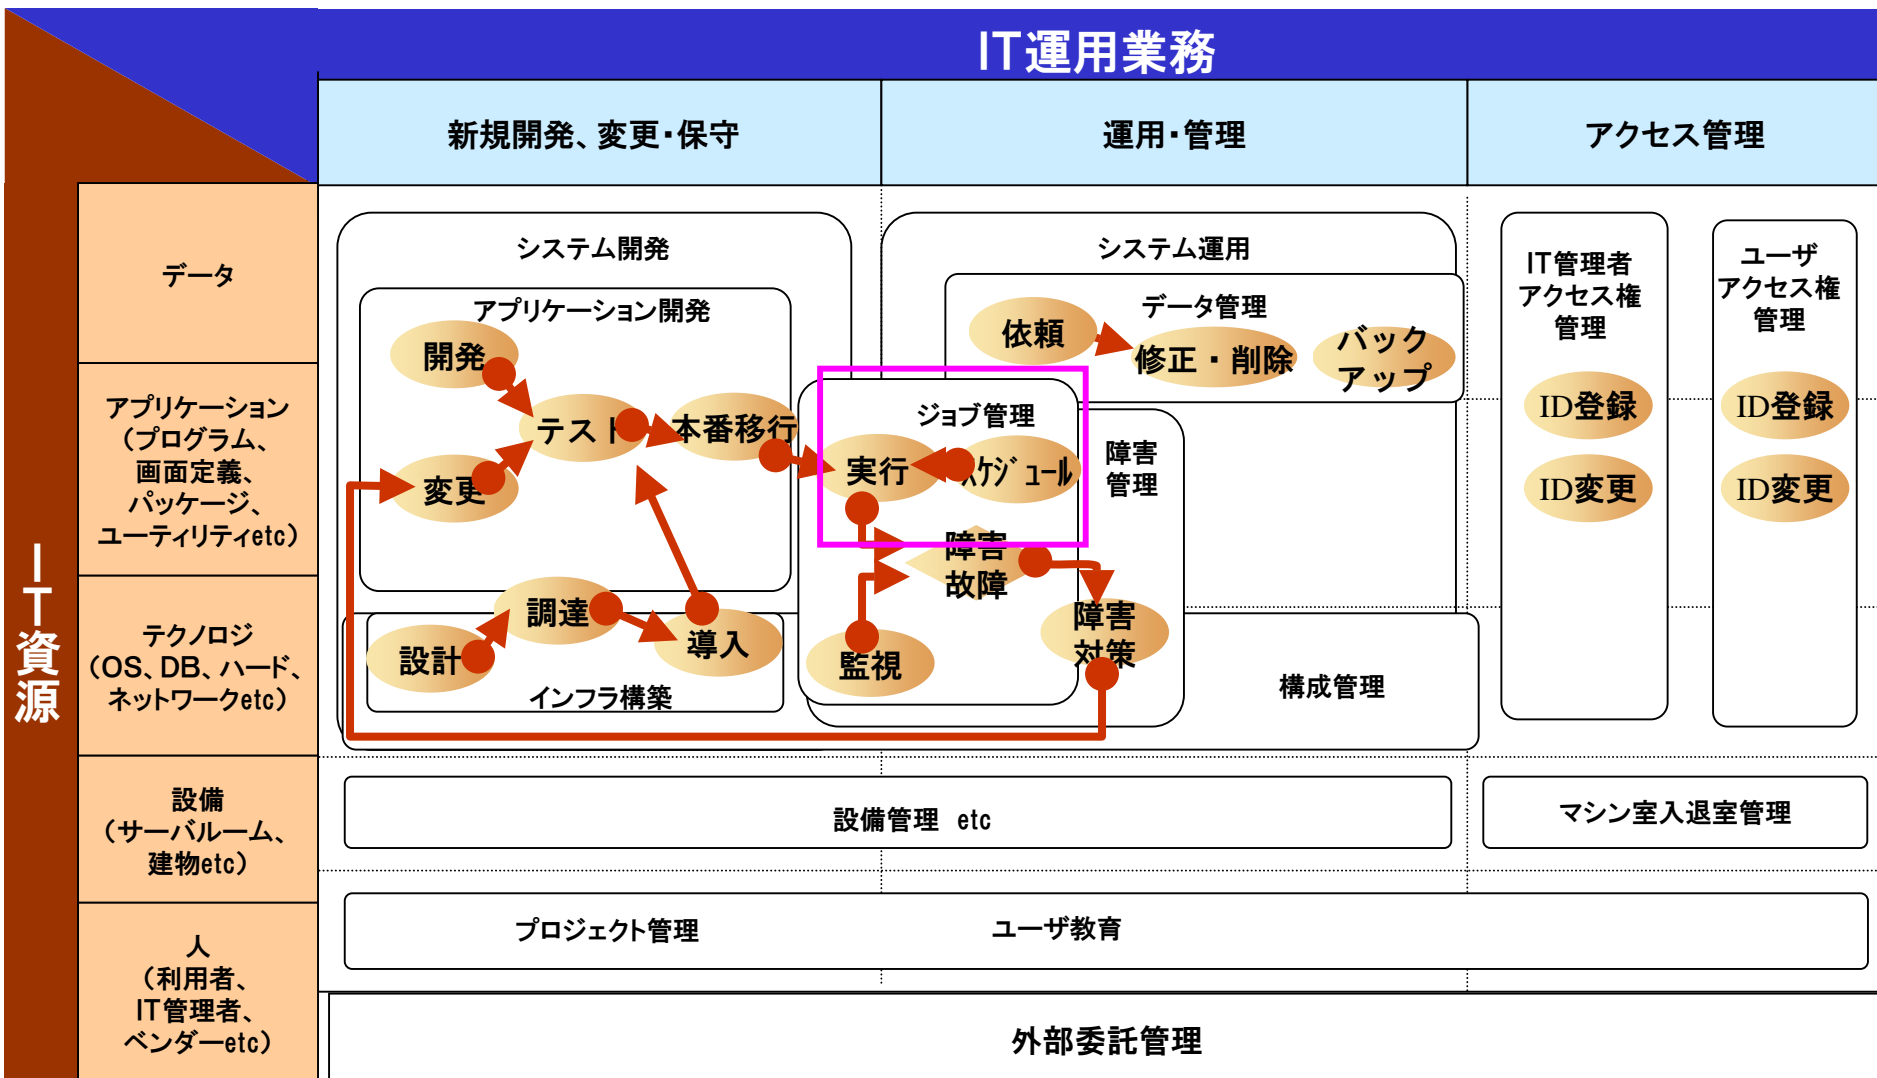 IT運用業務
新規開発、変更・保守
運用・管理
アクセス管理
IT資源
データ
アプリケーション
(プログラム、
画面定義、
パッケージ、
ユーティリティetc)
テクノロジ
(OS、DB、ハード、
ネットワークetc)
設備
(サーバルーム、
建物etc)
人
(利用者、
IT管理者、
ベンダーetc)
システム開発
アプリケーション開発
開発
テスト
本番移行
変更
設計
調達
導入
インフラ構築
システム運用
データ管理
依頼
修正・削除
バック
アップ
ジョブ管理
実行
スケジュール
障害
管理
障害
故障
監視
障害
対策
構成管理
IT管理者
アクセス権
管理
ID登録
ID変更
ユーザ
アクセス権
管理
ID登録
ID変更
設備管理 etc
マシン室入退室管理
プロジェクト管理
ユーザ教育
外部委託管理